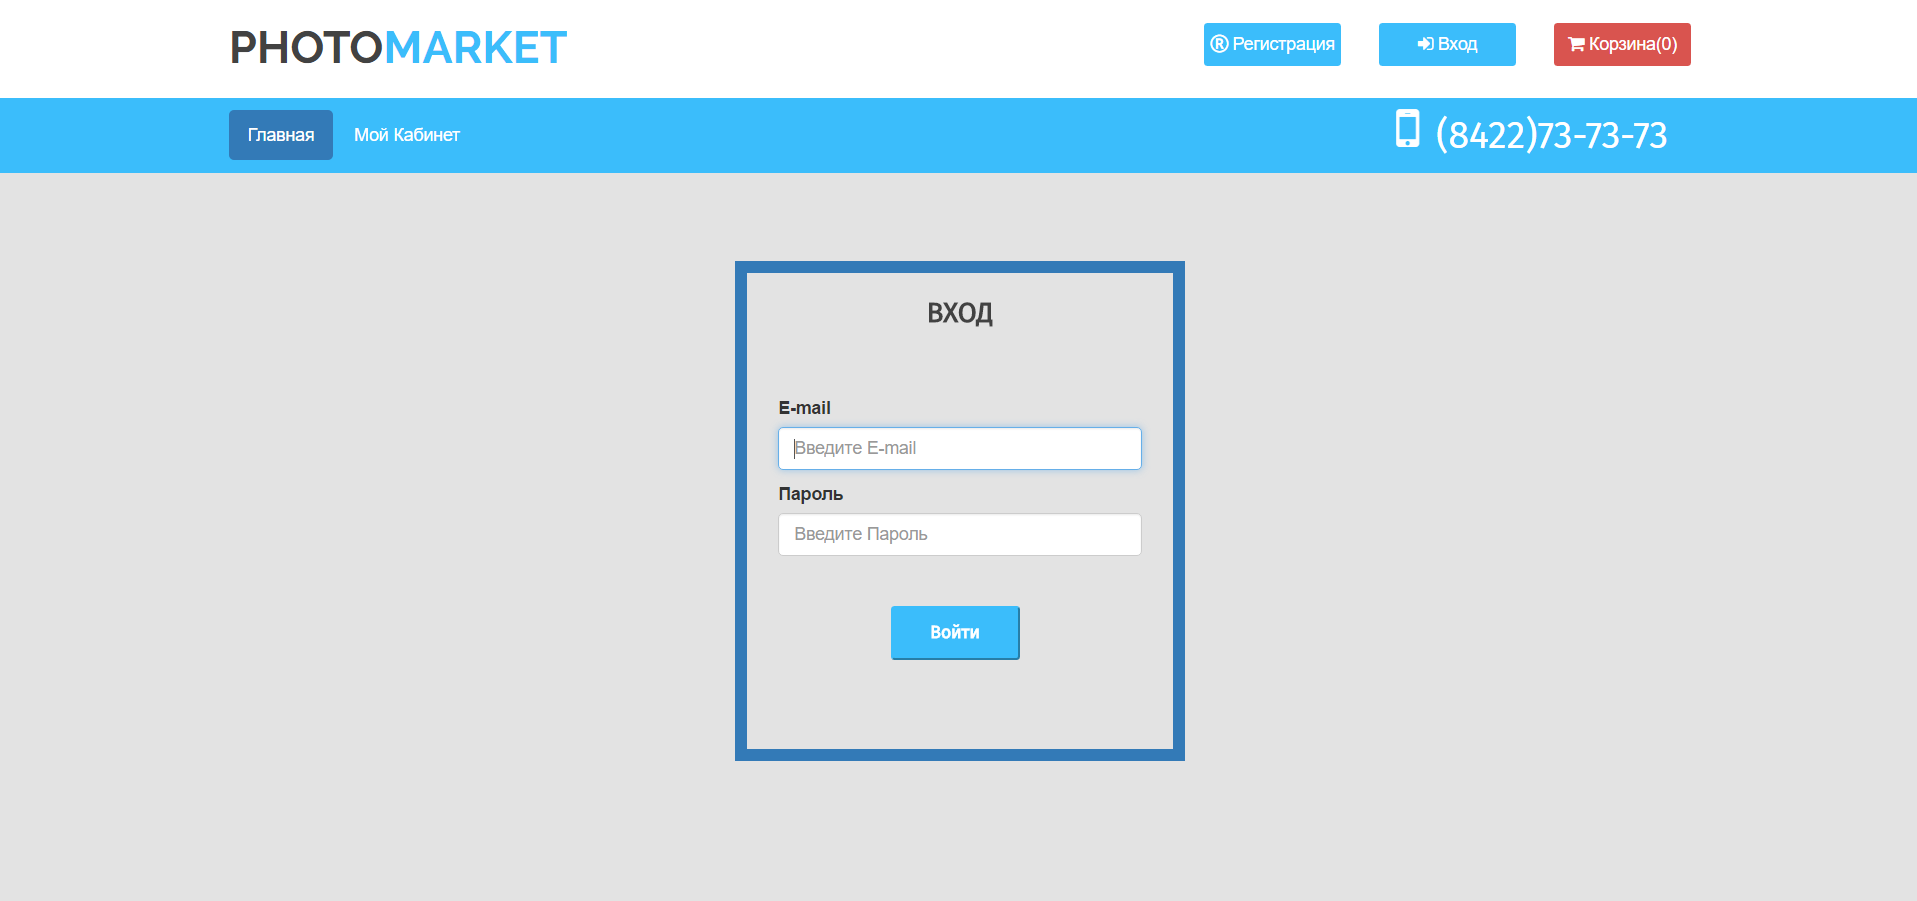 PHOTOMARKET
Регистрация
Вход
Корзина(0)
Главная
Мой Кабинет
(8422)73-73-73
ВХОД
E-mail
Введите E-mail
Пароль
Введите Пароль
Войти